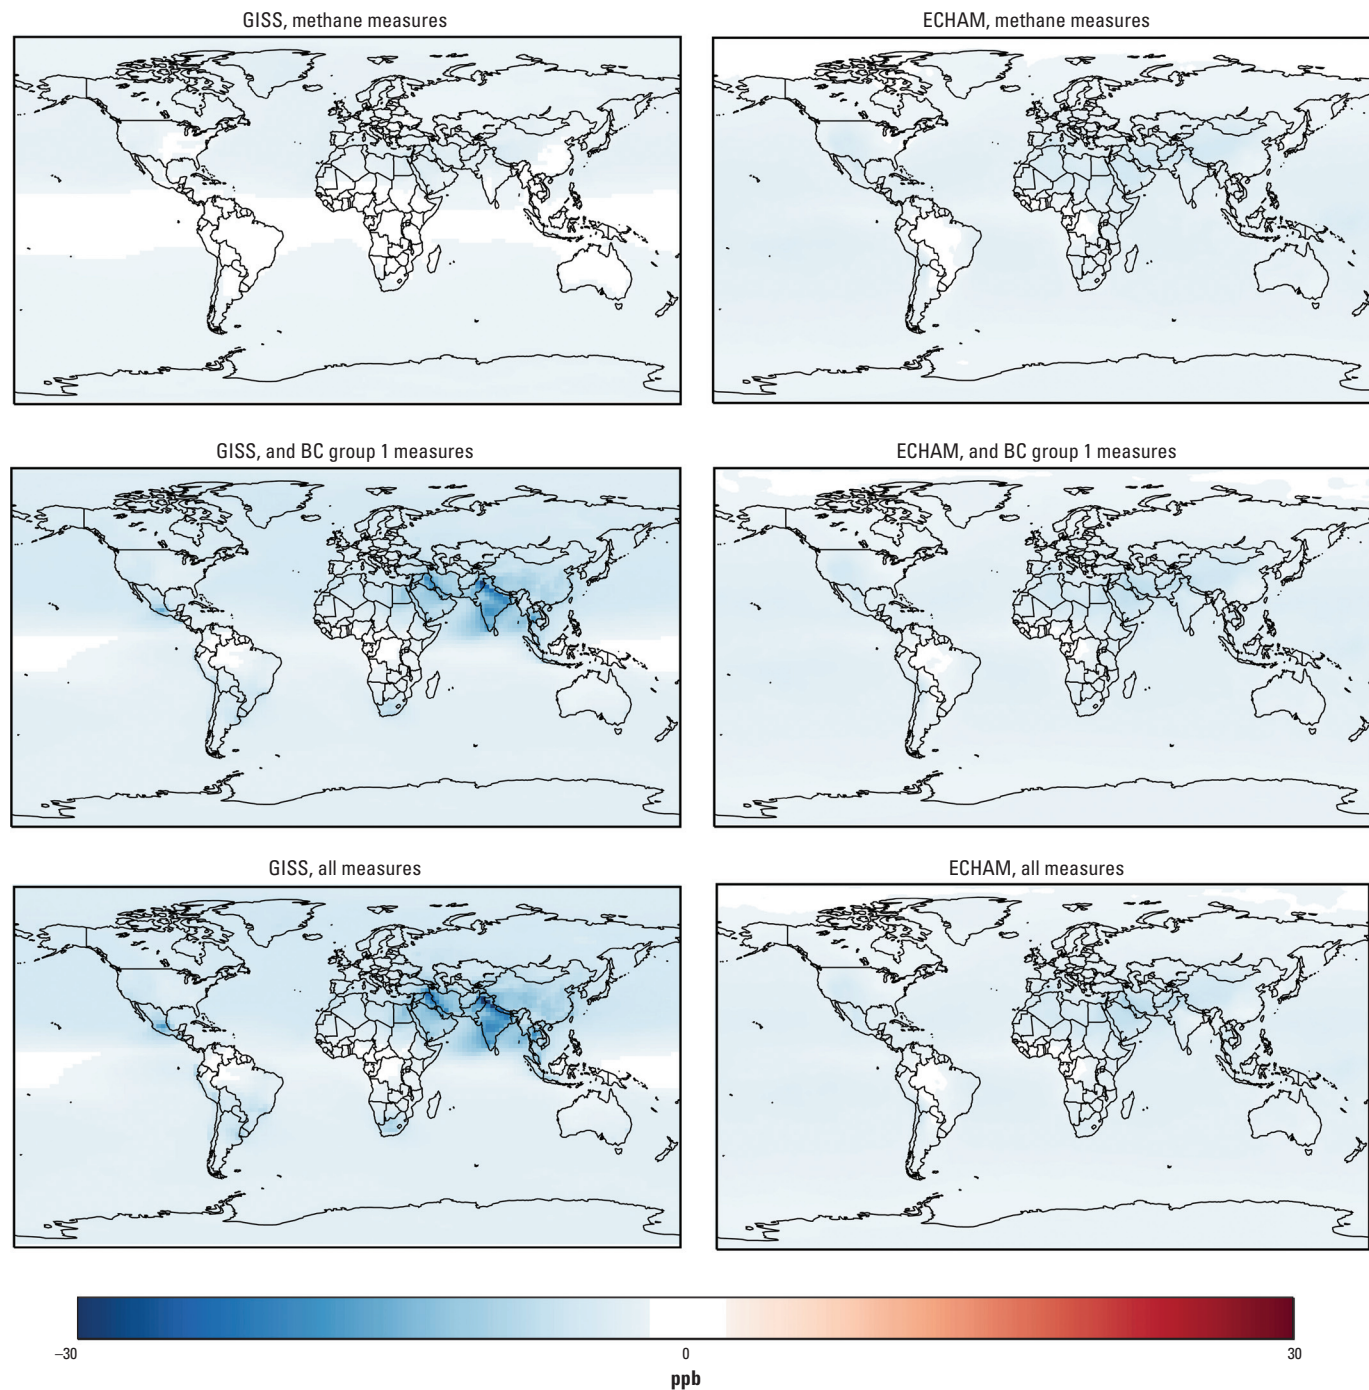 GISS, methane measures
ECHAM, methane measures
GISS, and BC group 1 measures
ECHAM, and BC group 1 measures
GISS, all measures
ECHAM, all measures
–30
0
30
ppb